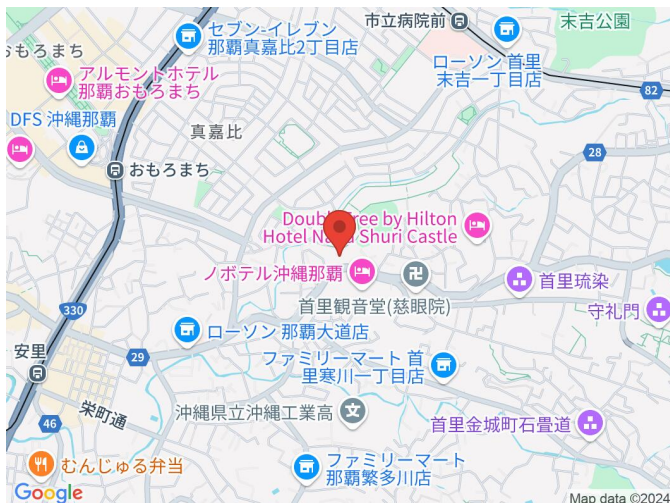 市立病院前
末吉公園
セブン-イレブン
那覇真嘉比2丁目店
ローソン 首里
末吉一丁目店
おもろまち
アルモントホテル
那覇おもろまち
82
DFS 沖縄那覇
真嘉比
28
おもろまち
DoubleTree by Hilton
Hotel Naha Shuri Castle
ノボテル沖縄那覇
首里琉染
首里観音堂(慈眼院)
守礼門
330
ローソン 那覇大道店
安里
29
ファミリーマート 首
里寒川一丁目店
栄町通
沖縄県立沖縄工業高
46
首里金城町石畳道
むんじゅる弁当
ファミリーマート
那覇繁多川店
Google
Map data ©2024